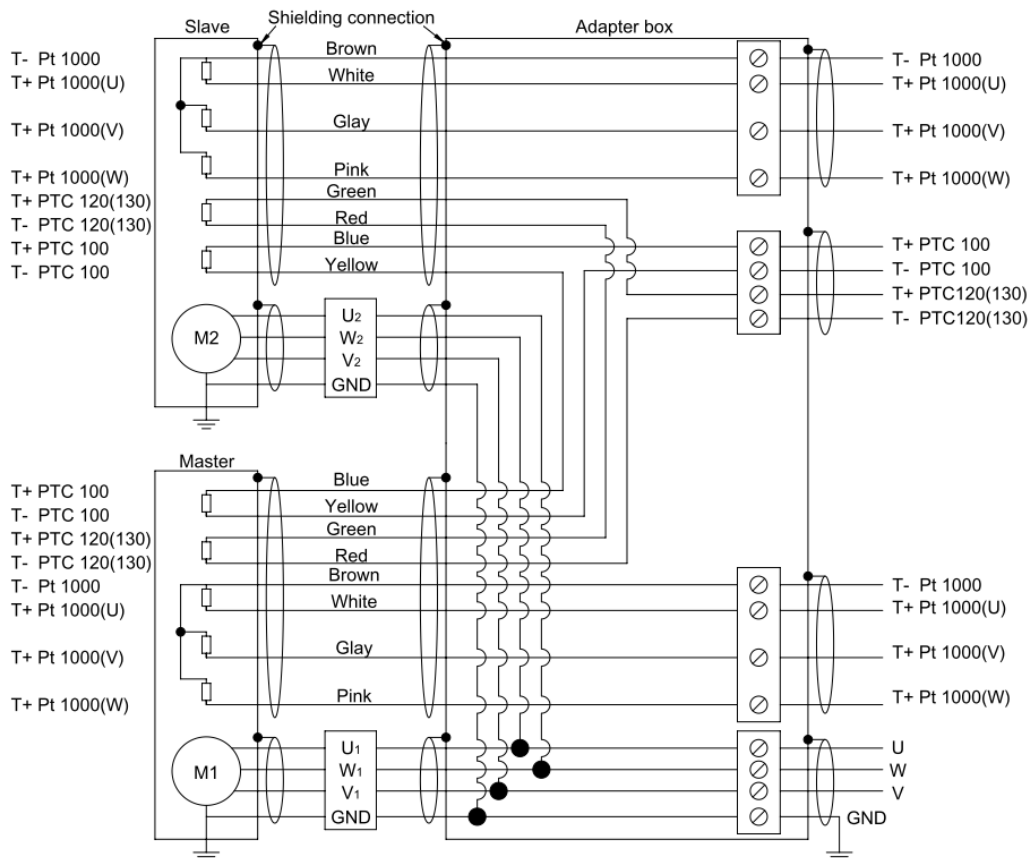 Slave
Shielding connection
Adapter box
T- Pt 1000
T+ Pt 1000(U)
T+ Pt 1000(V)
T+ Pt 1000(W)
T+ PTC 120(130)
T- PTC 120(130)
T+ PTC 100
T- PTC 100
Brown
White
Glay
Pink
Green
Red
Blue
Yellow
T- Pt 1000
T+ Pt 1000(U)
T+ Pt 1000(V)
T+ Pt 1000(W)
T+ PTC 100
T- PTC 100
T+ PTC120(130)
T- PTC120(130)
M2
U2
W2
V2
GND
Master
T+ PTC 100
T- PTC 100
T+ PTC 120(130)
T- PTC 120(130)
T- Pt 1000
T+ Pt 1000(U)
T+ Pt 1000(V)
T+ Pt 1000(W)
Blue
Yellow
Green
Red
Brown
White
Glay
Pink
T- Pt 1000
T+ Pt 1000(U)
T+ Pt 1000(V)
T+ Pt 1000(W)
M1
U1
W1
V1
GND
U
W
V
GND